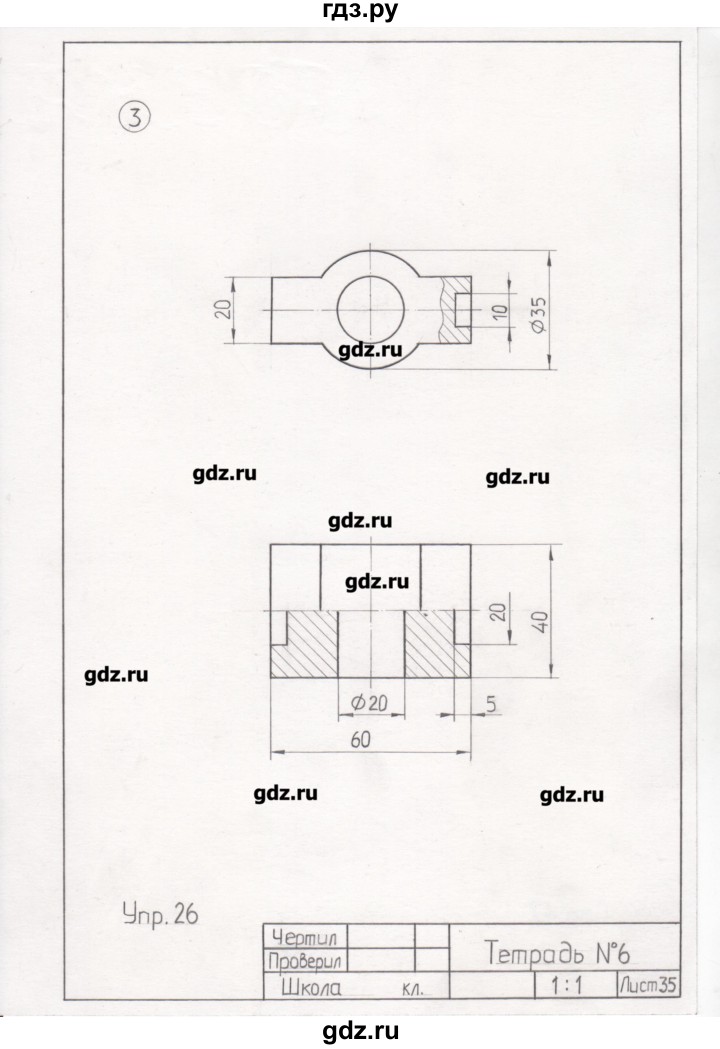 гдз.ру
3
20
10
Ø35
gdz.ru
gdz.ru
gdz.ru
gdz.ru
gdz.ru
20
40
gdz.ru
Ø20
5
60
gdz.ru
gdz.ru
Упр. 26
Чертил
Проверил
Тетрадь №6
Школа кл.
1:1
Лист 35
gdz.ru